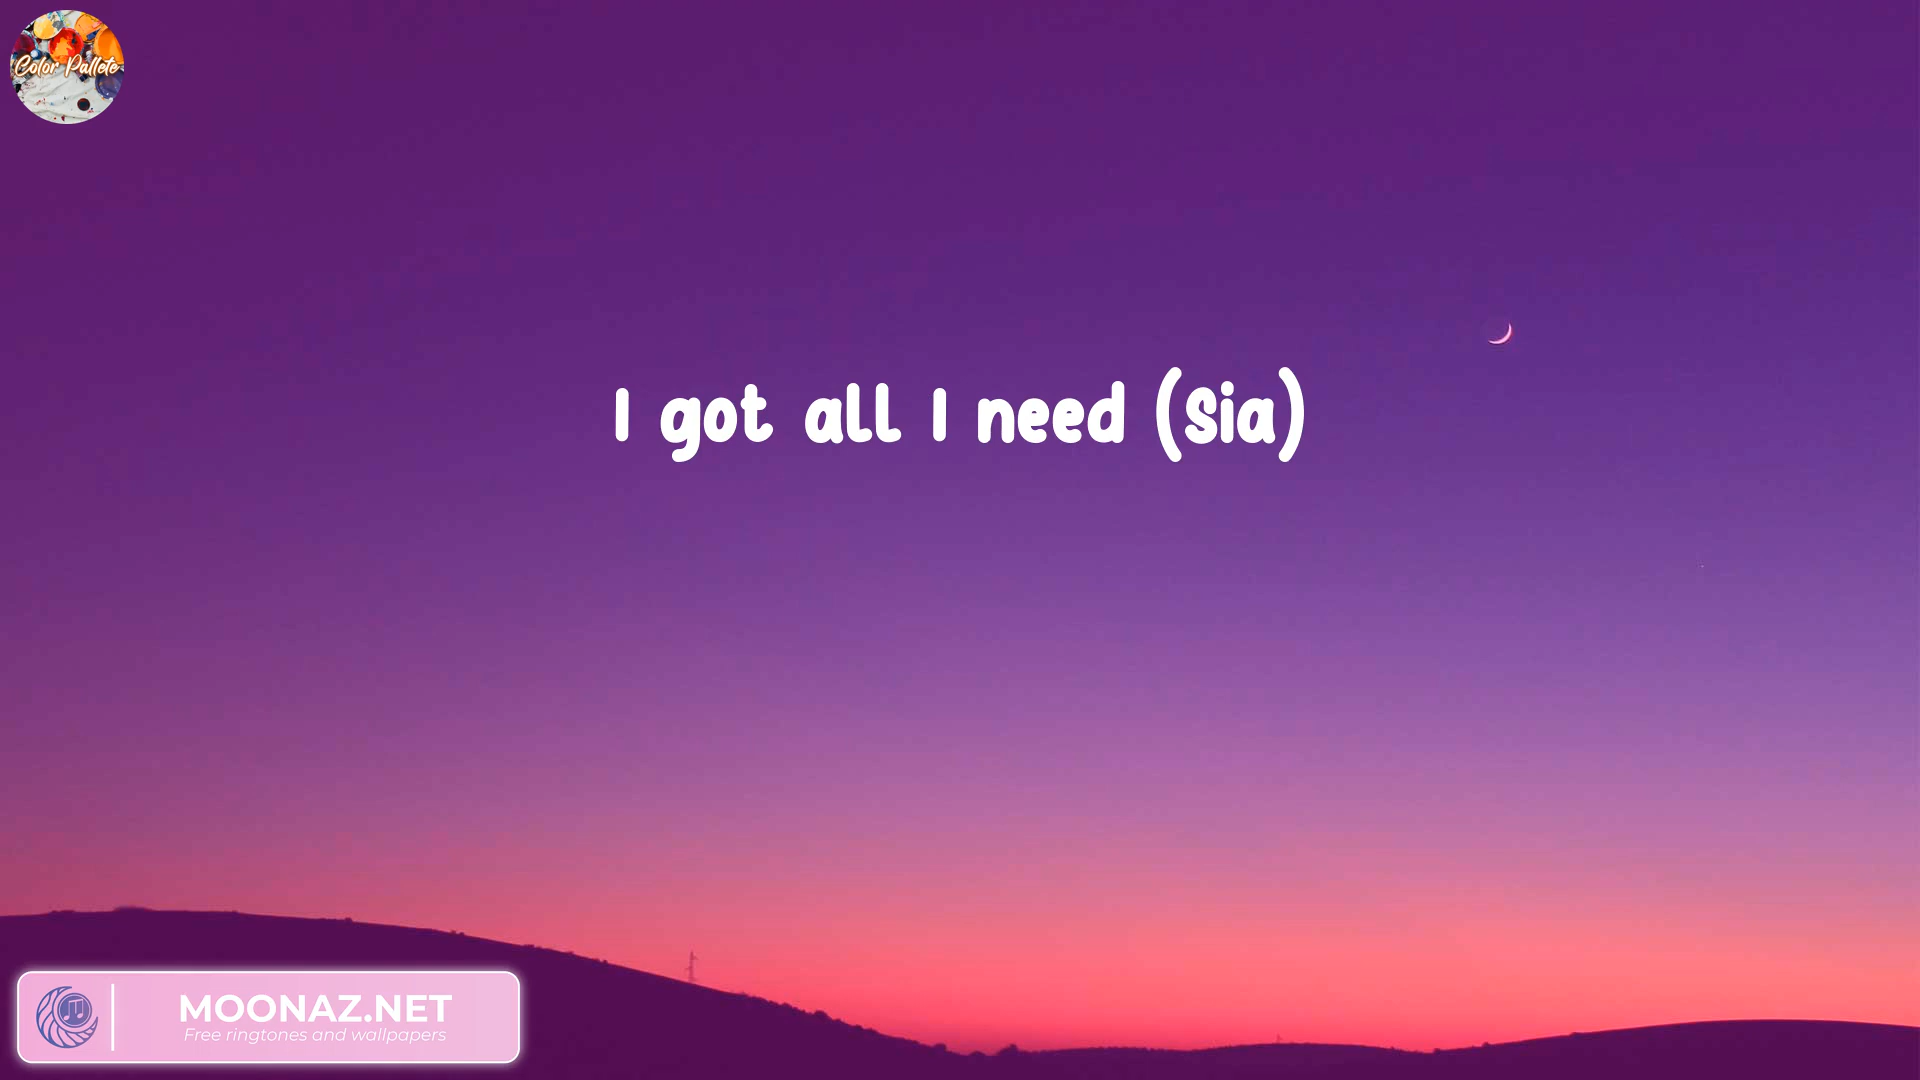 Color Pallete
I got all I need (Sia)
MOONAZ.NET
Free ringtones and wallpapers